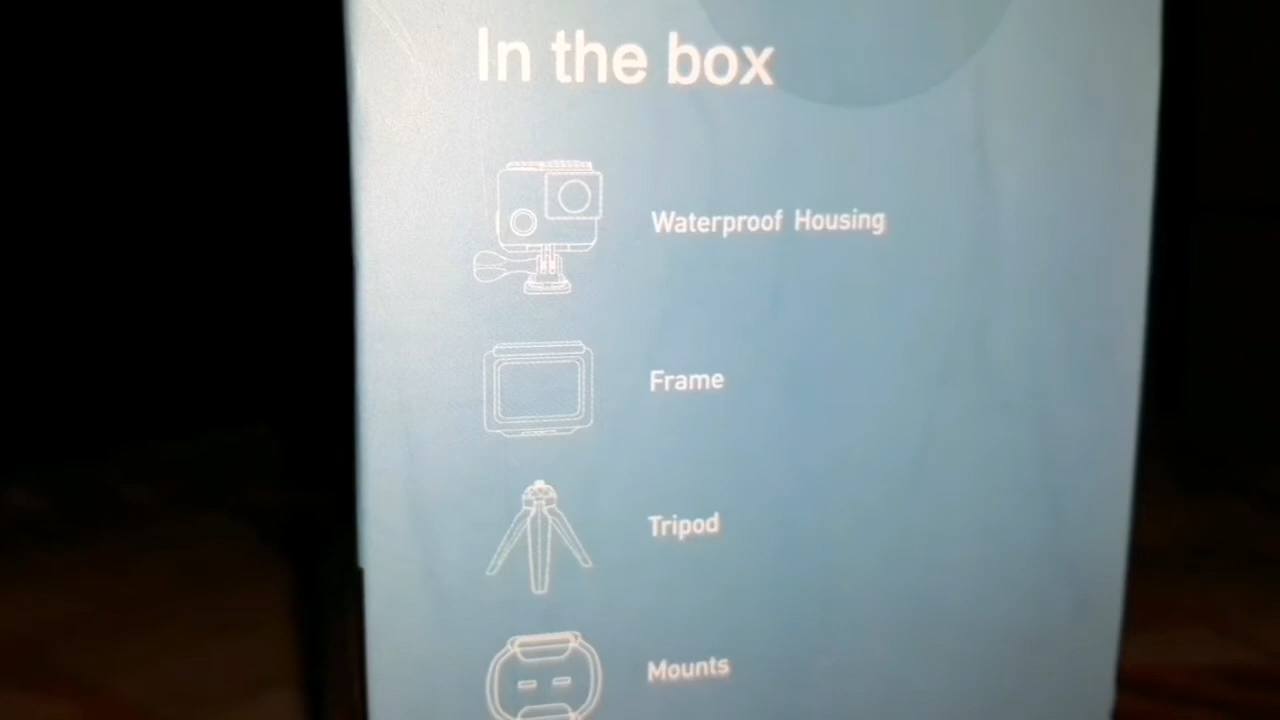 In the box
Waterproof Housing
Frame
Tripod
Mounts